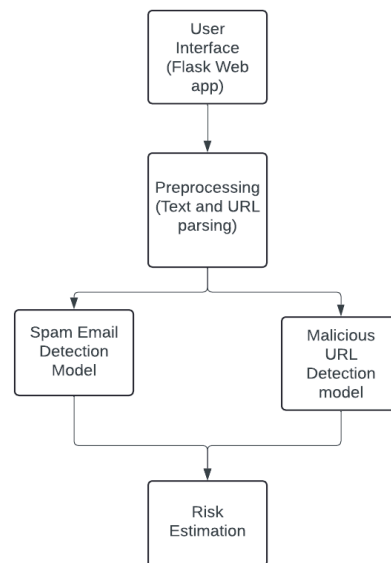 User
Interface
(Flask Web
app)
Preprocessing
(Text and URL
parsing)
Spam Email
Detection
Model
Malicious
URL
Detection
model
Risk
Estimation